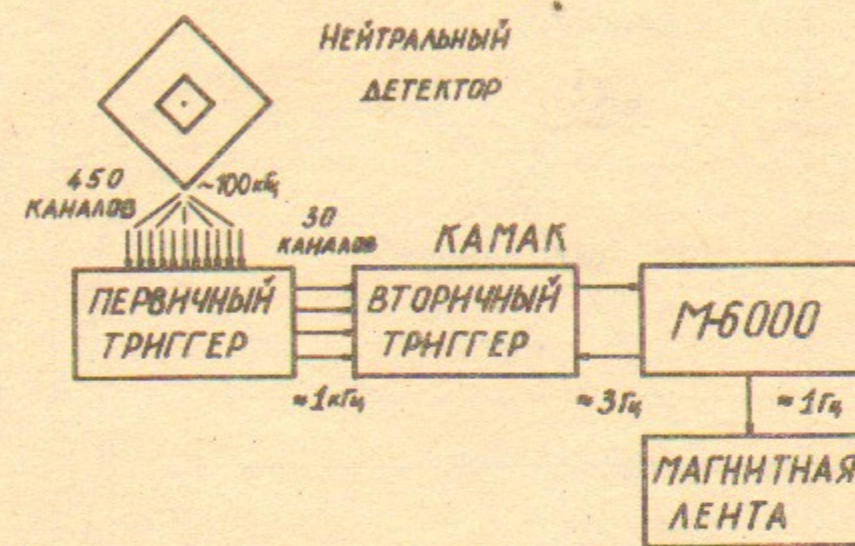 НЕЙТРАЛЬНЫЙ
ДЕТЕКТОР
450
КАНАЛОВ
~100кГц
30
КАНАЛОВ
КАМАК
ПЕРВИЧНЫЙ
ТРИГГЕР
ВТОРИЧНЫЙ
ТРИГГЕР
М-6000
≈1кГц
≈3Гц
≈1Гц
МАГНИТНАЯ
ЛЕНТА